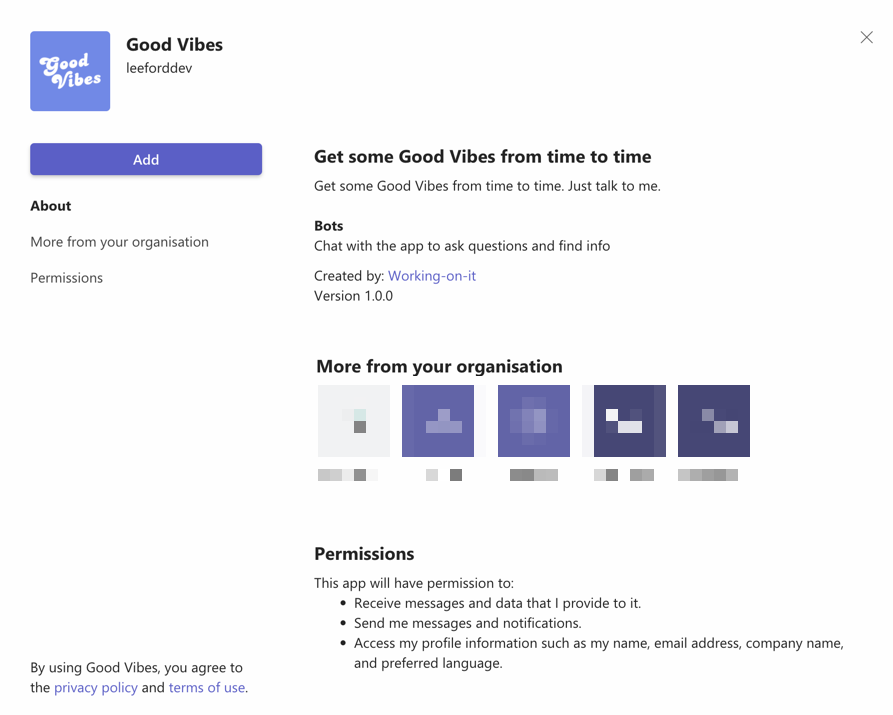 Good
Vibes
Good Vibes
leeforddev
Add
About
More from your organisation
Permissions
Get some Good Vibes from time to time
Get some Good Vibes from time to time. Just talk to me.
Bots
Chat with the app to ask questions and find info
Created by: Working-on-it
Version 1.0.0
More from your organisation
Permissions
This app will have permission to:
• Receive messages and data that I provide to it.
• Send me messages and notifications.
• Access my profile information such as my name, email address, company name,
and preferred language.
By using Good Vibes, you agree to
the privacy policy and terms of use.